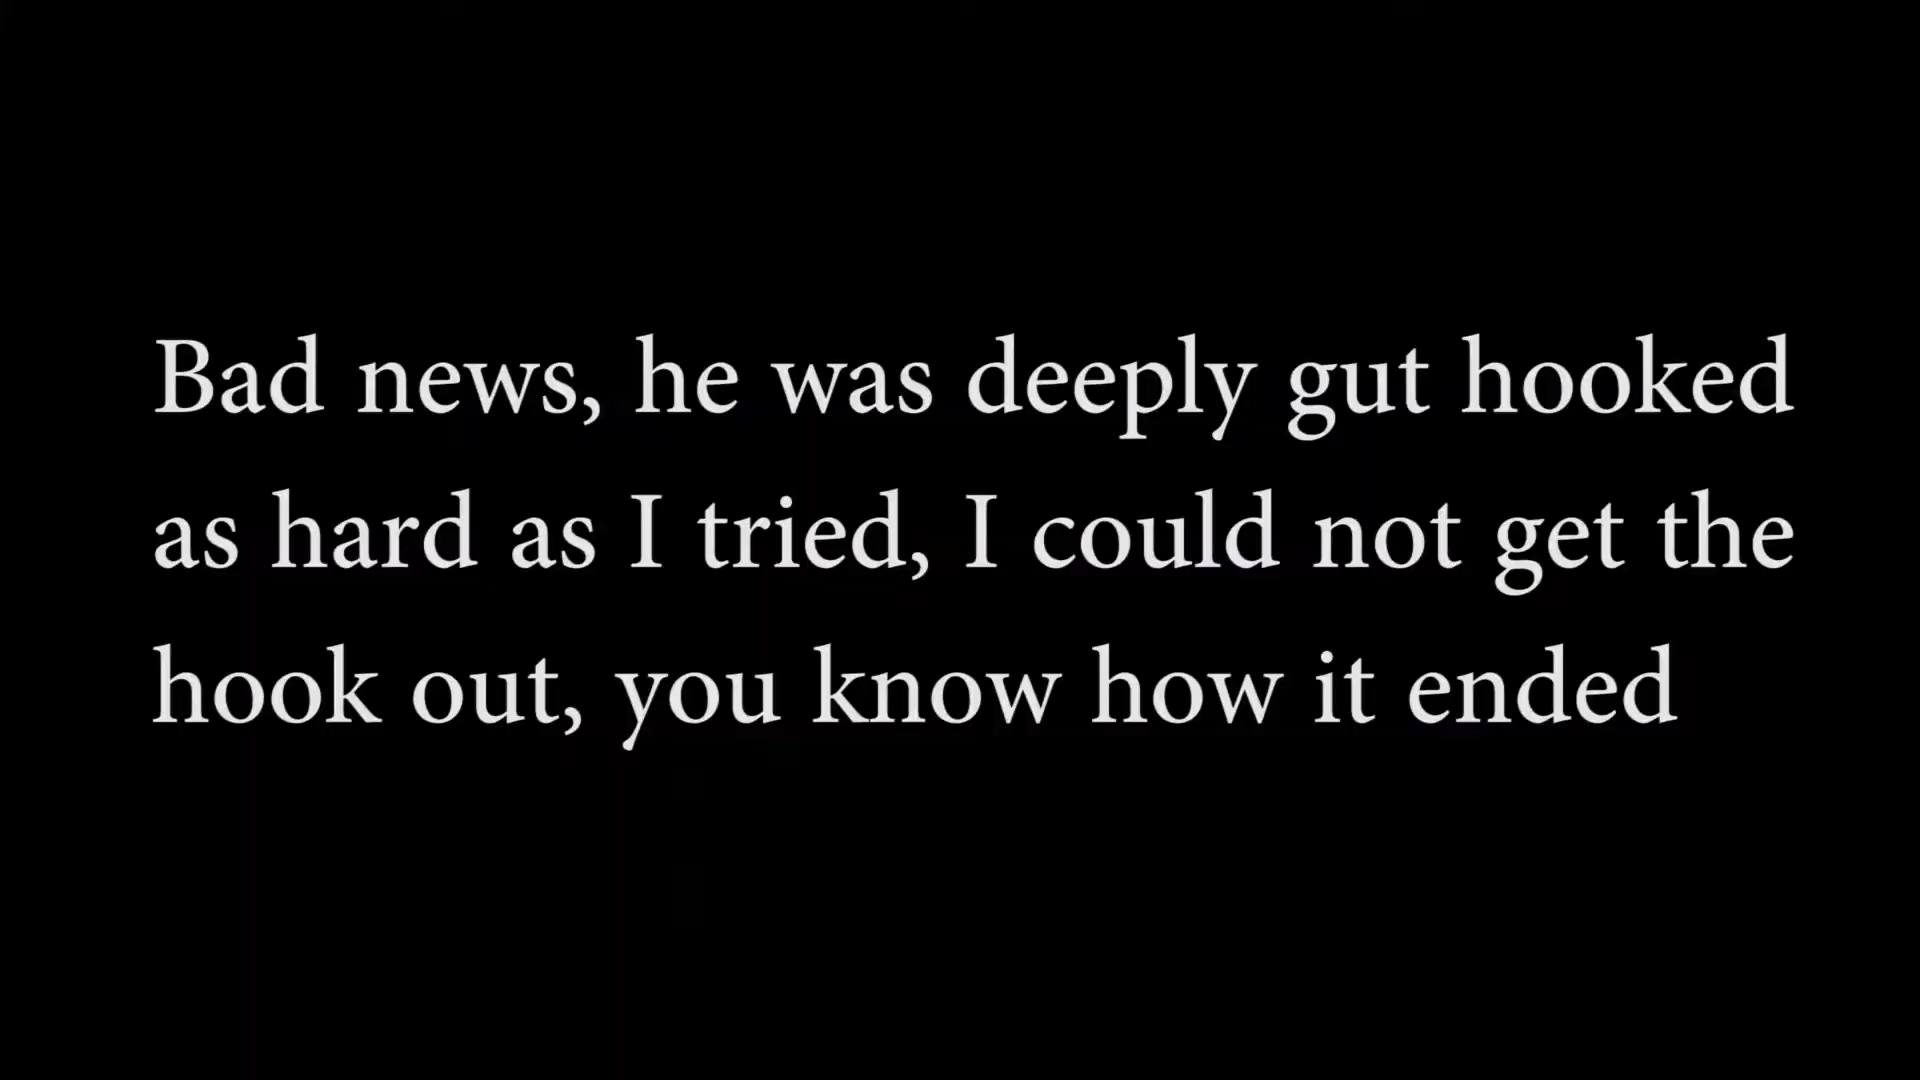 Bad news, he was deeply gut hooked
as hard as I tried, I could not get the
hook out, you know how it ended